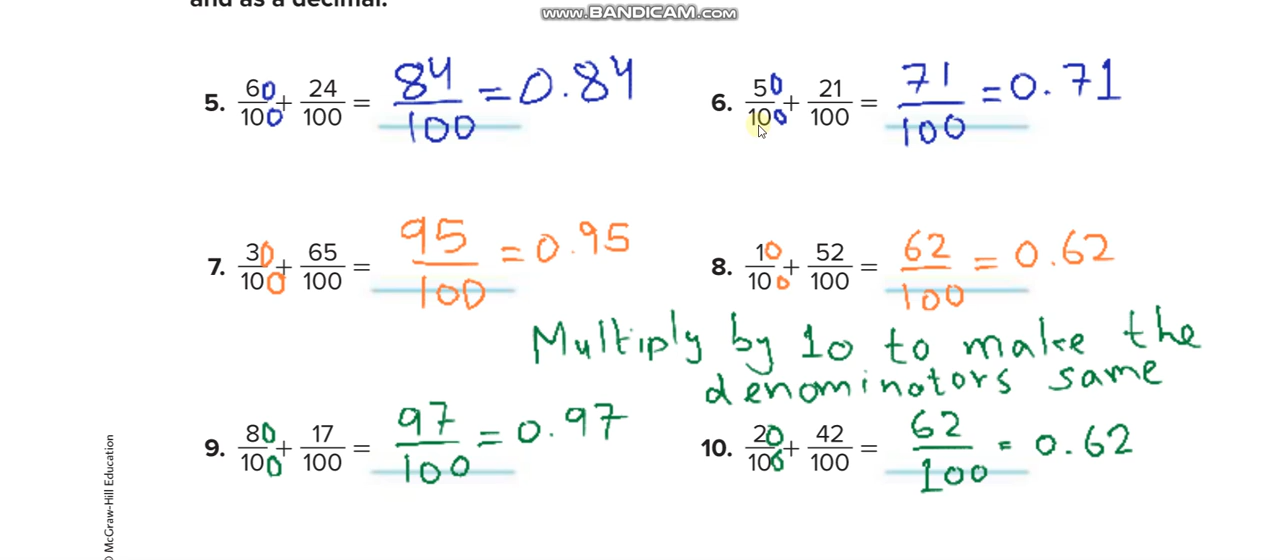 and as a decimal.
www.BANDICAM.com
5. 60/100 + 24/100 = 84/100 = 0.84
6. 50/100 + 21/100 = 71/100 = 0.71
7. 30/100 + 65/100 = 95/100 = 0.95
8. 10/100 + 52/100 = 62/100 = 0.62
Multiply by 10 to make the
denominators same
9. 80/100 + 17/100 = 97/100 = 0.97
10. 20/100 + 42/100 = 62/100 = 0.62
© McGraw-Hill Education